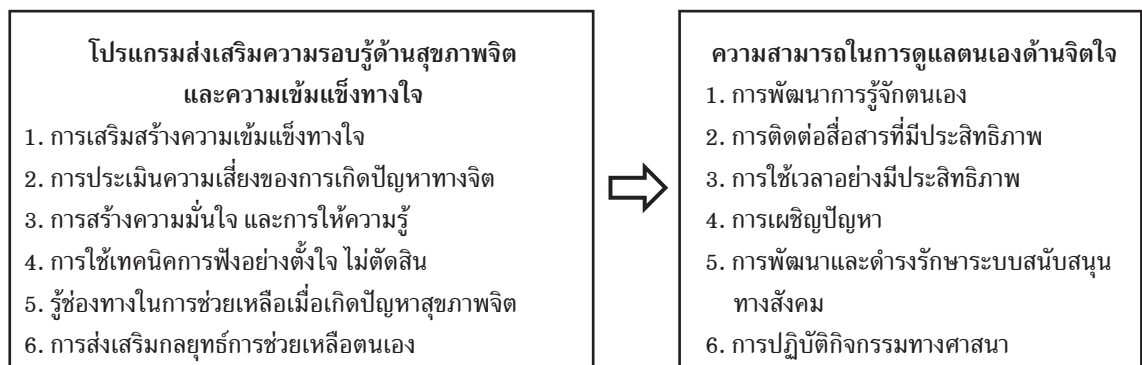 โปรแกรมส่งเสริมความรอบรู้ด้านสุขภาพจิต
และความเข้มแข็งทางใจ
1. การเสริมสร้างความเข้มแข็งทางใจ
2. การประเมินความเสี่ยงของการเกิดปัญหาทางจิต
3. การสร้างความมั่นใจ และการให้ความรู้
4. การใช้เทคนิคการฟังอย่างตั้งใจ ไม่ตัดสิน
5. รู้ช่องทางในการช่วยเหลือเมื่อเกิดปัญหาสุขภาพจิต
6. การส่งเสริมกลยุทธ์การช่วยเหลือตนเอง
ความสามารถในการดูแลตนเองด้านจิตใจ
1. การพัฒนาการรู้จักตนเอง
2. การติดต่อสื่อสารที่มีประสิทธิภาพ
3. การใช้เวลาอย่างมีประสิทธิภาพ
4. การเผชิญปัญหา
5. การพัฒนาและดำรงรักษาระบบสนับสนุน
ทางสังคม
6. การปฏิบัติกิจกรรมทางศาสนา